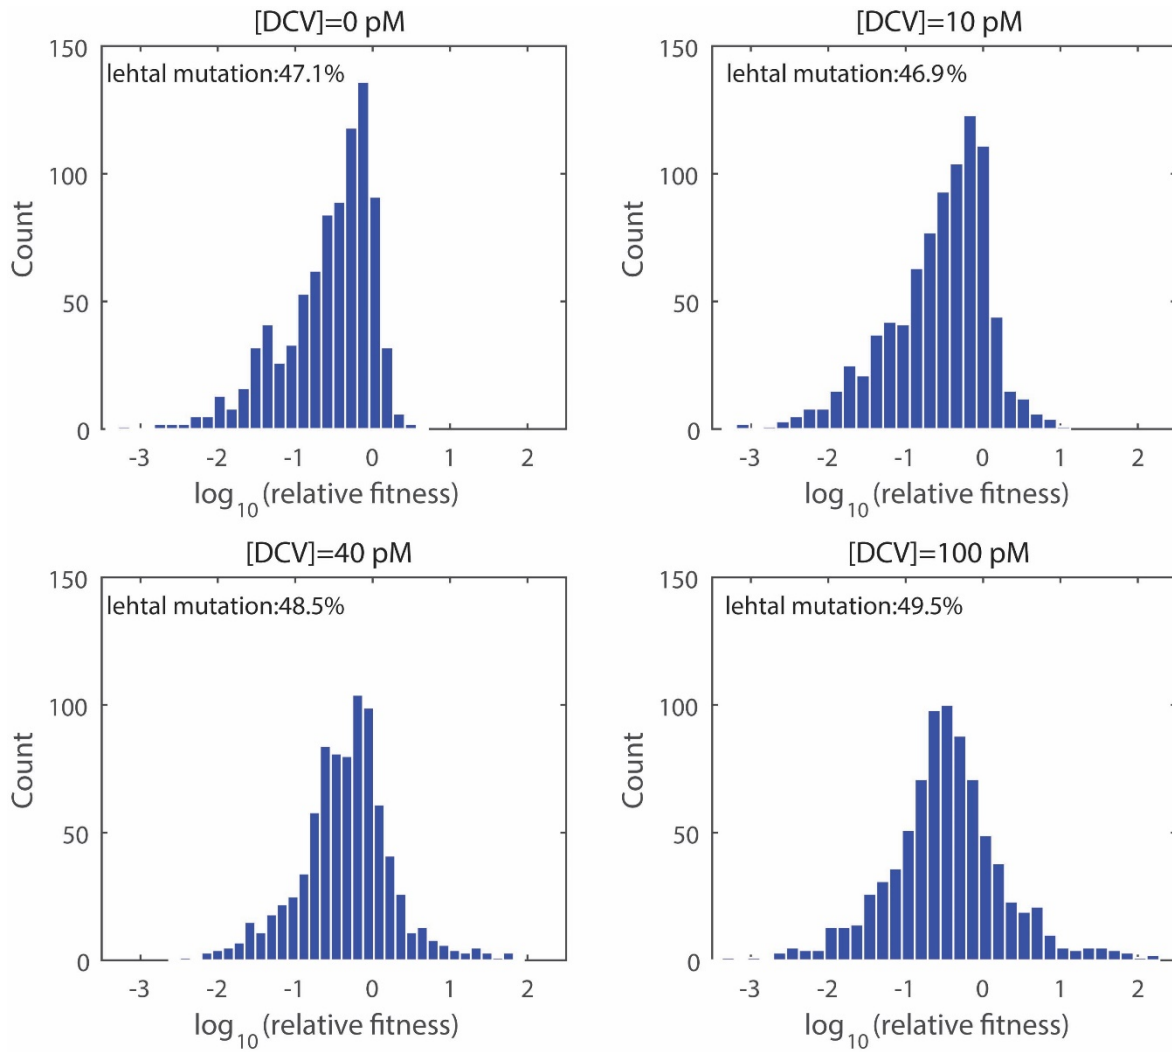 [DCV]=0 pM
150
lehtal mutation:47.1%
100
50
0
Count
-3 -2 -1 0 1 2
log10 (relative fitness)
[DCV]=10 pM
150
lehtal mutation:46.9%
100
50
0
Count
-3 -2 -1 0 1 2
log10 (relative fitness)
[DCV]=40 pM
150
lehtal mutation:48.5%
100
50
0
Count
-3 -2 -1 0 1 2
log10 (relative fitness)
[DCV]=100 pM
150
lehtal mutation:49.5%
100
50
0
Count
-3 -2 -1 0 1 2
log10 (relative fitness)